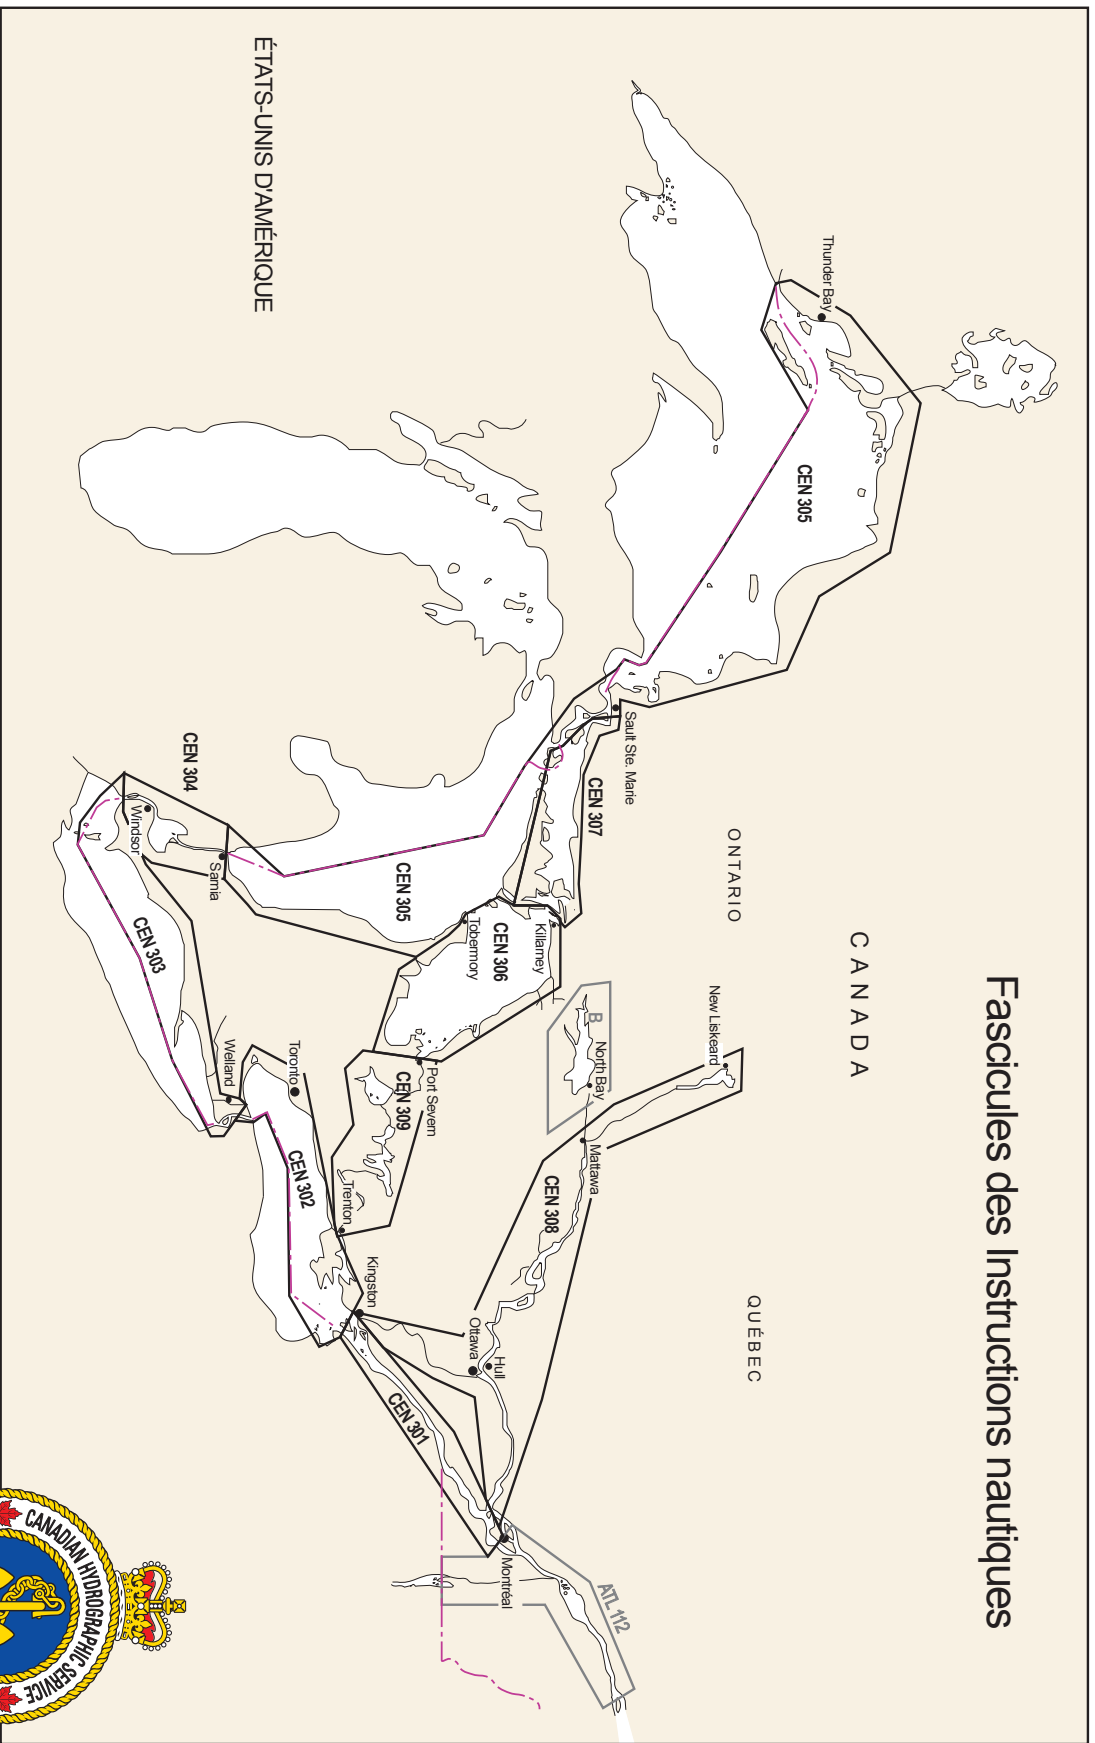 Fascicules des Instructions nautiques
CANADA
ONTARIO
QUÉBEC
ÉTATS-UNIS D'AMÉRIQUE
Thunder Bay
CEN 305
Sault Ste. Marie
CEN 307
New Liskeard
B
North Bay
Mattawa
CEN 308
Killarney
CEN 306
Tobermory
CEN 305
Port Severn
CEN 309
Trenton
Kingston
Hull
Ottawa
CEN 301
Montréal
ATL 112
Toronto
CEN 302
Welland
CEN 303
Sarnia
Windsor
CEN 304
CANADIAN HYDROGRAPHIC SERVICE